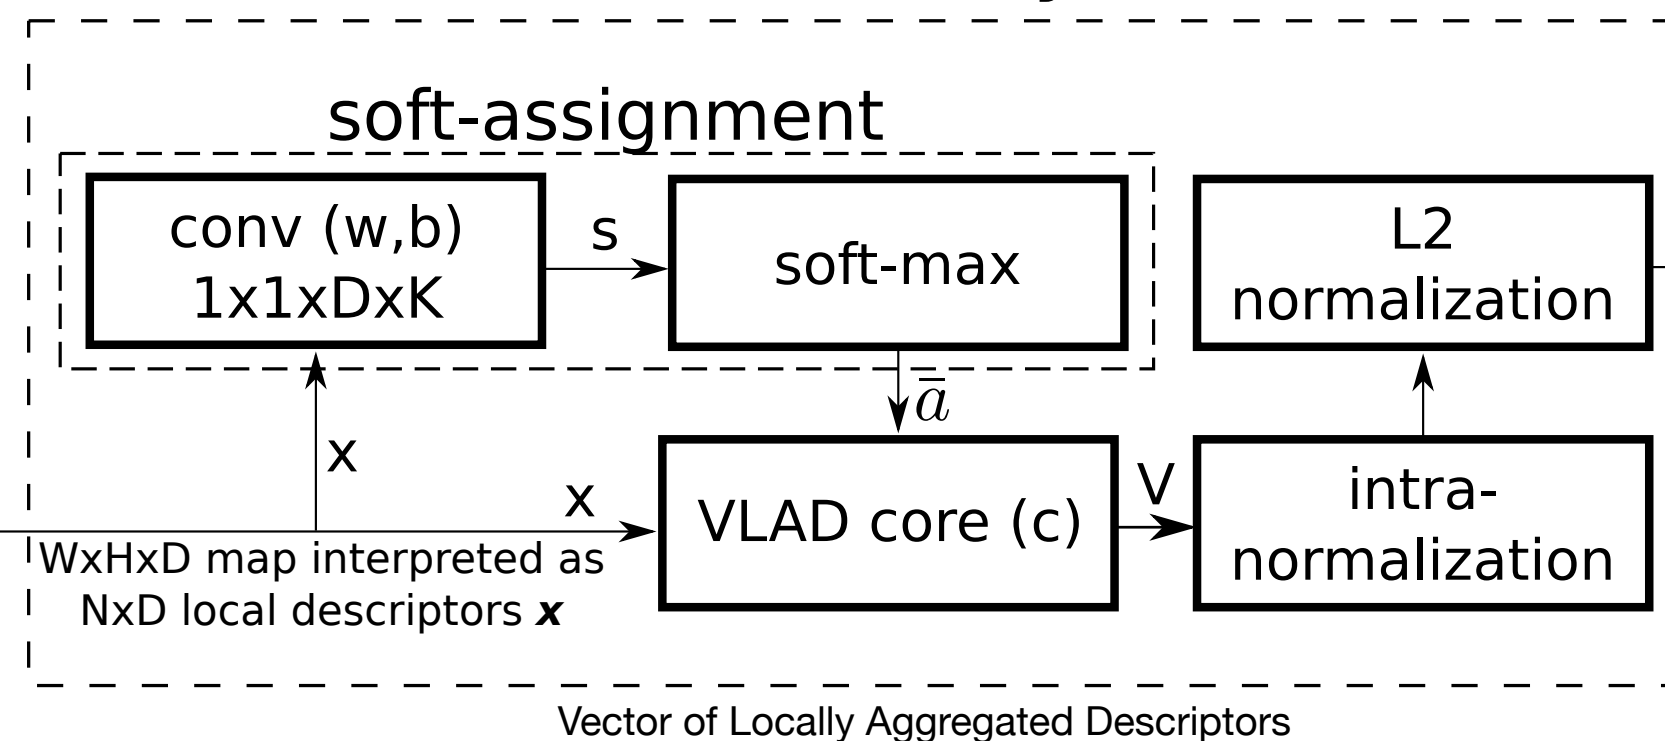 soft-assignment
conv (w,b)
1x1xDxK
s
soft-max
L2
normalization
a̅
x
x
VLAD core (c)
V
intra-
normalization
WxHxD map interpreted as
NxD local descriptors x
Vector of Locally Aggregated Descriptors